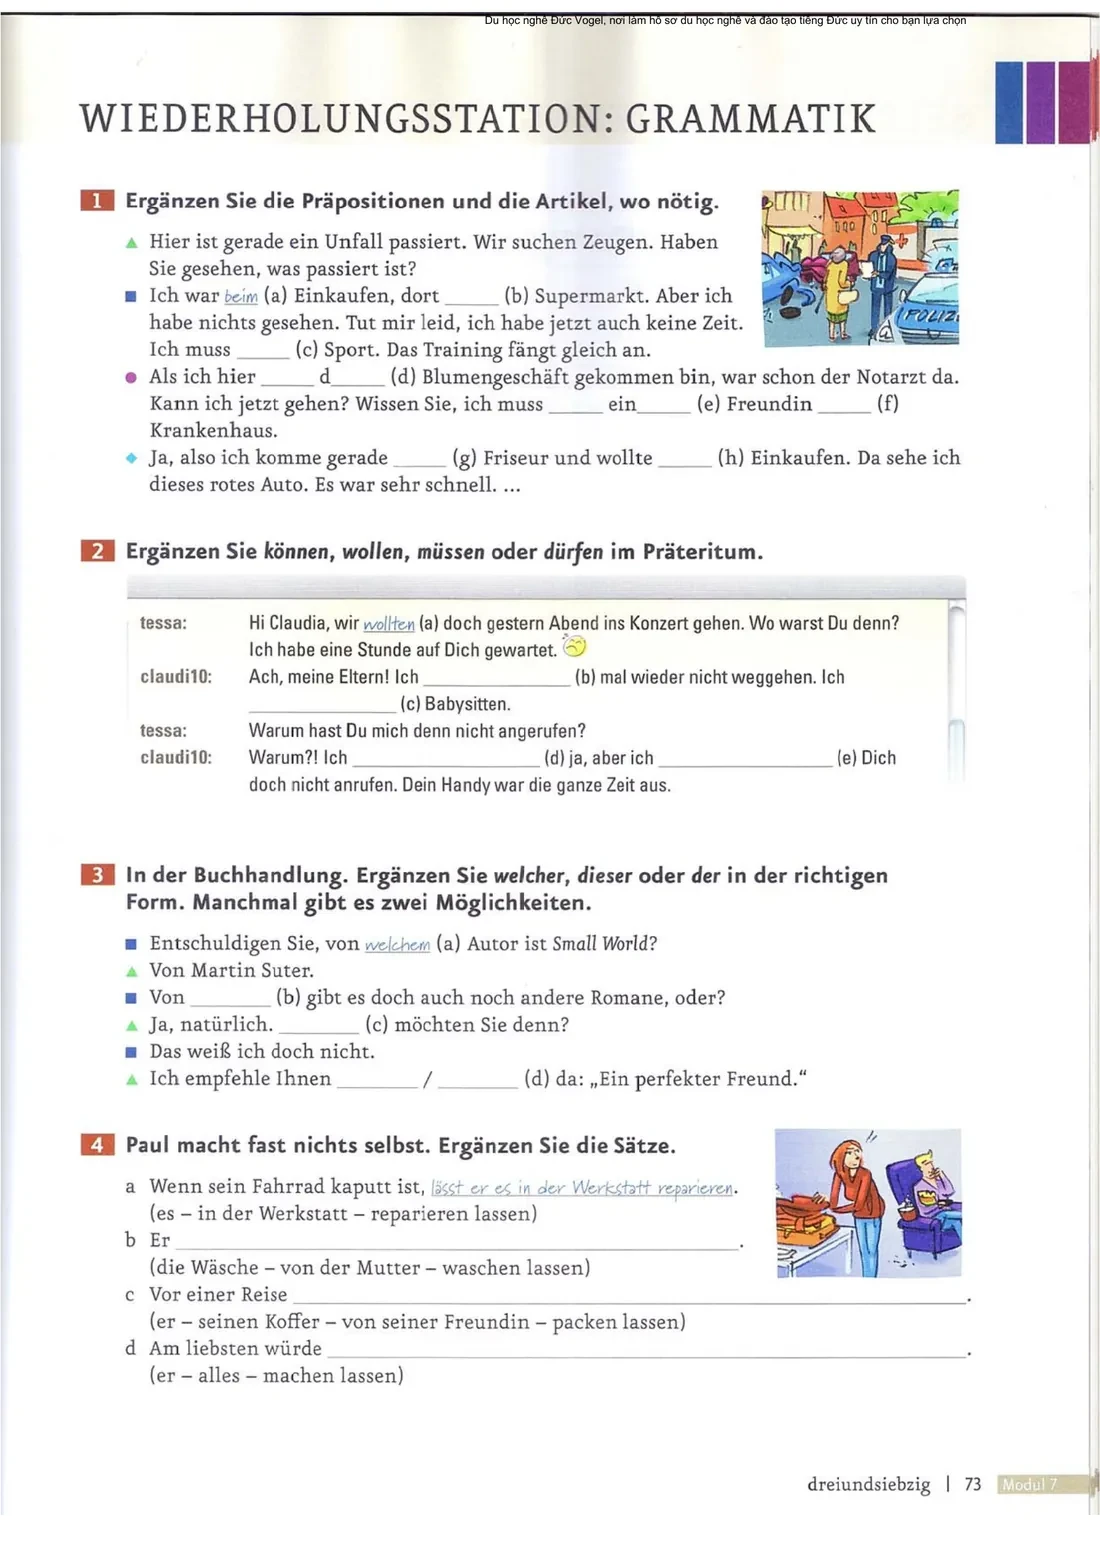 Du học nghề Đức Vogel, nơi làm hồ sơ du học nghề và đào tạo tiếng Đức uy tín cho bạn lựa chọn
WIEDERHOLUNGSSTATION: GRAMMATIK
1 Ergänzen Sie die Präpositionen und die Artikel, wo nötig.
▲ Hier ist gerade ein Unfall passiert. Wir suchen Zeugen. Haben
Sie gesehen, was passiert ist?
■ Ich war beim (a) Einkaufen, dort _____ (b) Supermarkt. Aber ich
habe nichts gesehen. Tut mir leid, ich habe jetzt auch keine Zeit.
Ich muss _____ (c) Sport. Das Training fängt gleich an.
● Als ich hier _____ d_____ (d) Blumengeschäft gekommen bin, war schon der Notarzt da.
Kann ich jetzt gehen? Wissen Sie, ich muss _____ ein_____ (e) Freundin _____ (f)
Krankenhaus.
◆ Ja, also ich komme gerade _____ (g) Friseur und wollte _____ (h) Einkaufen. Da sehe ich
dieses rotes Auto. Es war sehr schnell. ...
POLIZ
2 Ergänzen Sie können, wollen, müssen oder dürfen im Präteritum.
tessa: Hi Claudia, wir wollten (a) doch gestern Abend ins Konzert gehen. Wo warst Du denn?
Ich habe eine Stunde auf Dich gewartet.
claudi10: Ach, meine Eltern! Ich _______________ (b) mal wieder nicht weggehen. Ich
_______________ (c) Babysitten.
tessa: Warum hast Du mich denn nicht angerufen?
claudi10: Warum?! Ich ___________________ (d) ja, aber ich _________________ (e) Dich
doch nicht anrufen. Dein Handy war die ganze Zeit aus.
3 In der Buchhandlung. Ergänzen Sie welcher, dieser oder der in der richtigen
Form. Manchmal gibt es zwei Möglichkeiten.
■ Entschuldigen Sie, von welchem (a) Autor ist Small World?
▲ Von Martin Suter.
■ Von ________ (b) gibt es doch auch noch andere Romane, oder?
▲ Ja, natürlich. ________ (c) möchten Sie denn?
■ Das weiß ich doch nicht.
▲ Ich empfehle Ihnen ________ / ________ (d) da: „Ein perfekter Freund.“
4 Paul macht fast nichts selbst. Ergänzen Sie die Sätze.
a Wenn sein Fahrrad kaputt ist, lässt er es in der Werkstatt reparieren.
(es – in der Werkstatt – reparieren lassen)
b Er ____________________________________________.
(die Wäsche – von der Mutter – waschen lassen)
c Vor einer Reise ____________________________________________.
(er – seinen Koffer – von seiner Freundin – packen lassen)
d Am liebsten würde ____________________________________________.
(er – alles – machen lassen)
dreiundsiebzig | 73 Modul 7